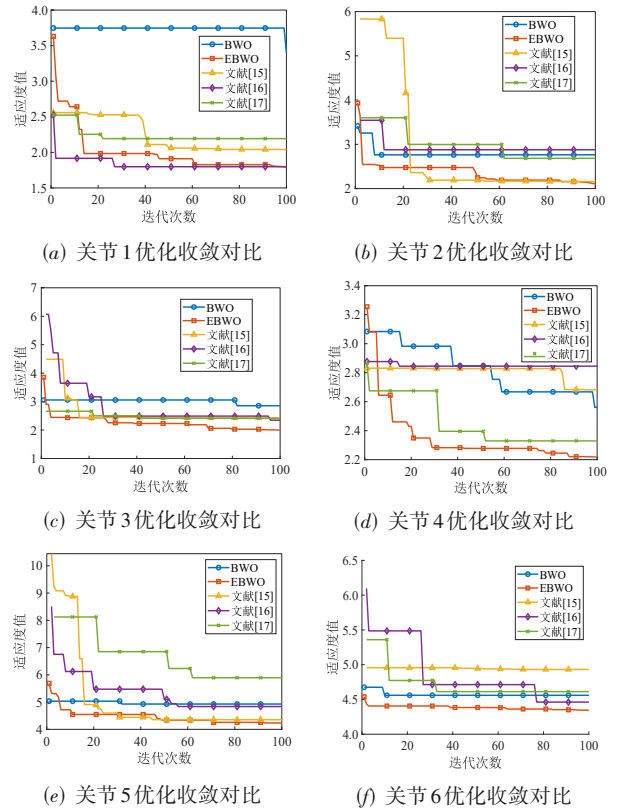 4.0
3.5
3.0
2.5
2.0
1.5
适应度值
0 20 40 60 80 100
迭代次数
BWO
EBWO
文献[15]
文献[16]
文献[17]
(a) 关节1优化收敛对比
6
5
4
3
2
适应度值
0 20 40 60 80 100
迭代次数
BWO
EBWO
文献[15]
文献[16]
文献[17]
(b) 关节2优化收敛对比
7
6
5
4
3
2
1
适应度值
0 20 40 60 80 100
迭代次数
BWO
EBWO
文献[15]
文献[16]
文献[17]
(c) 关节3优化收敛对比
3.4
3.2
3.0
2.8
2.6
2.4
2.2
适应度值
0 20 40 60 80 100
迭代次数
BWO
EBWO
文献[15]
文献[16]
文献[17]
(d) 关节4优化收敛对比
10
9
8
7
6
5
4
适应度值
0 20 40 60 80 100
迭代次数
BWO
EBWO
文献[15]
文献[16]
文献[17]
(e) 关节5优化收敛对比
6.5
6.0
5.5
5.0
4.5
4.0
适应度值
0 20 40 60 80 100
迭代次数
BWO
EBWO
文献[15]
文献[16]
文献[17]
(f) 关节6优化收敛对比